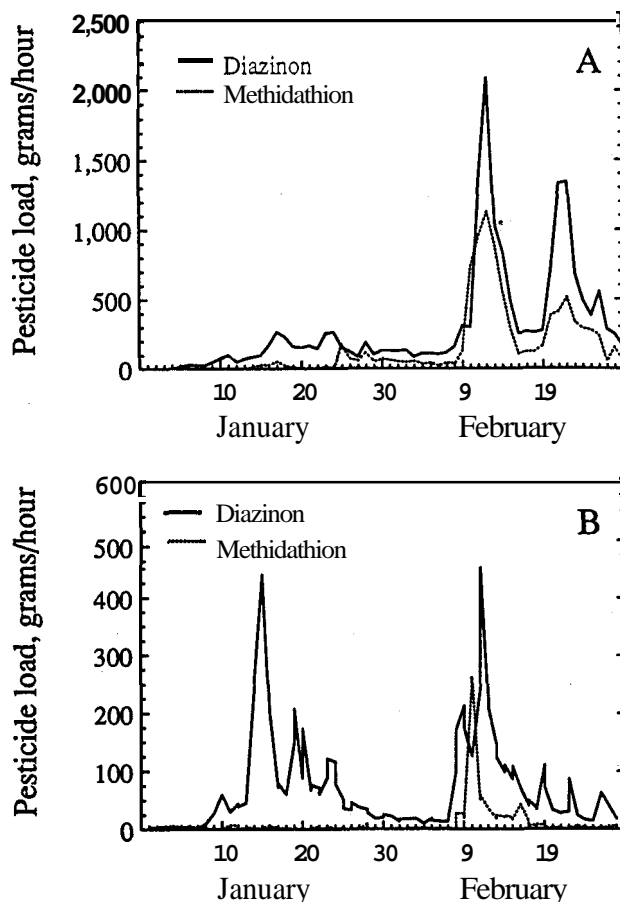 2,500
2,000
1,500
1,000
500
0
Pesticide load, grams/hour
Diazinon
Methidathion
A
10 20 30 9 19
January February
600
500
400
300
200
100
0
Pesticide load, grams/hour
Diazinon
Methidathion
B
10 20 30 9 19
January February